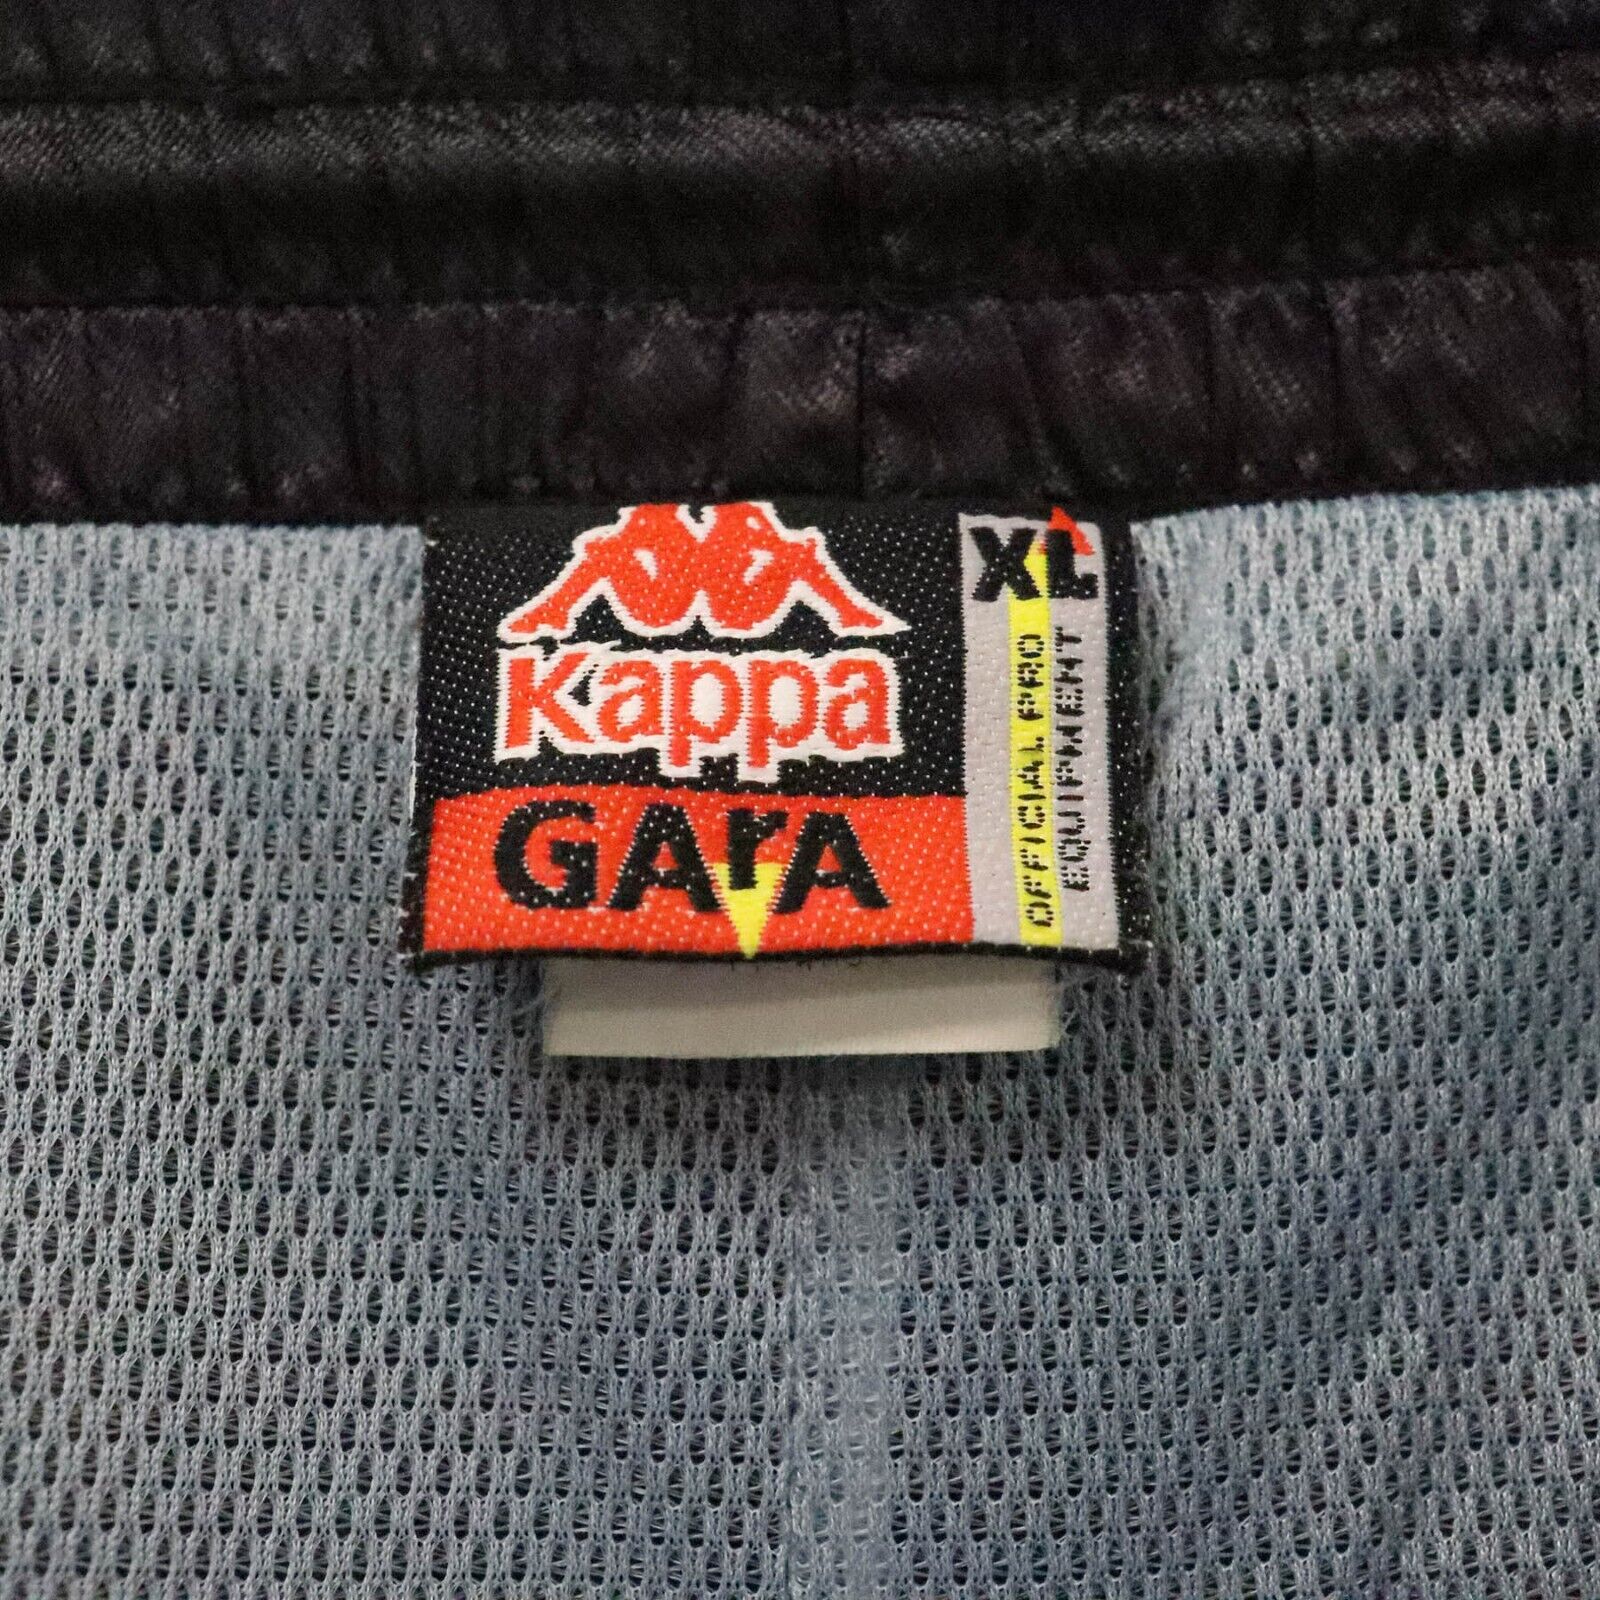 Kappa
GArA
XL
OFFICIAL PRO
EQUIPMENT